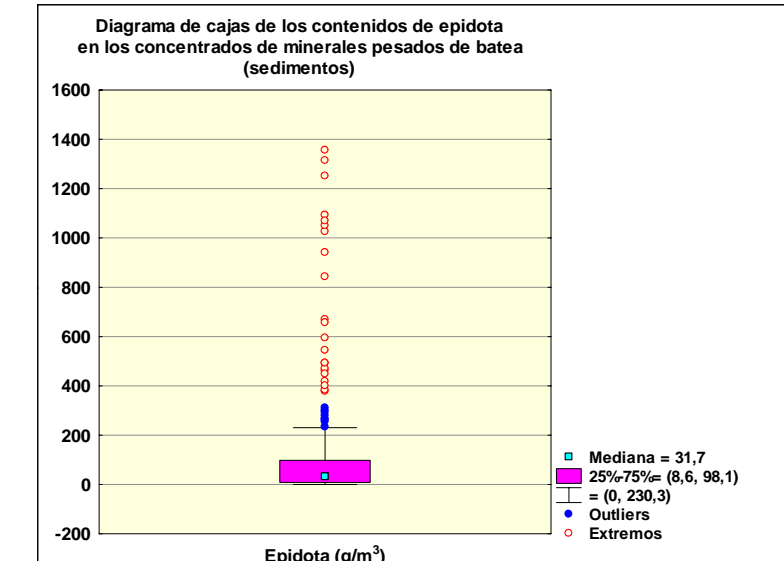 Diagrama de cajas de los contenidos de epidota
en los concentrados de minerales pesados de batea
(sedimentos)
1600
1400
1200
1000
800
600
400
200
0
-200
Epidota (g/m³)
Mediana = 31,7
25%-75%= (8,6, 98,1)
= (0, 230,3)
Outliers
Extremos